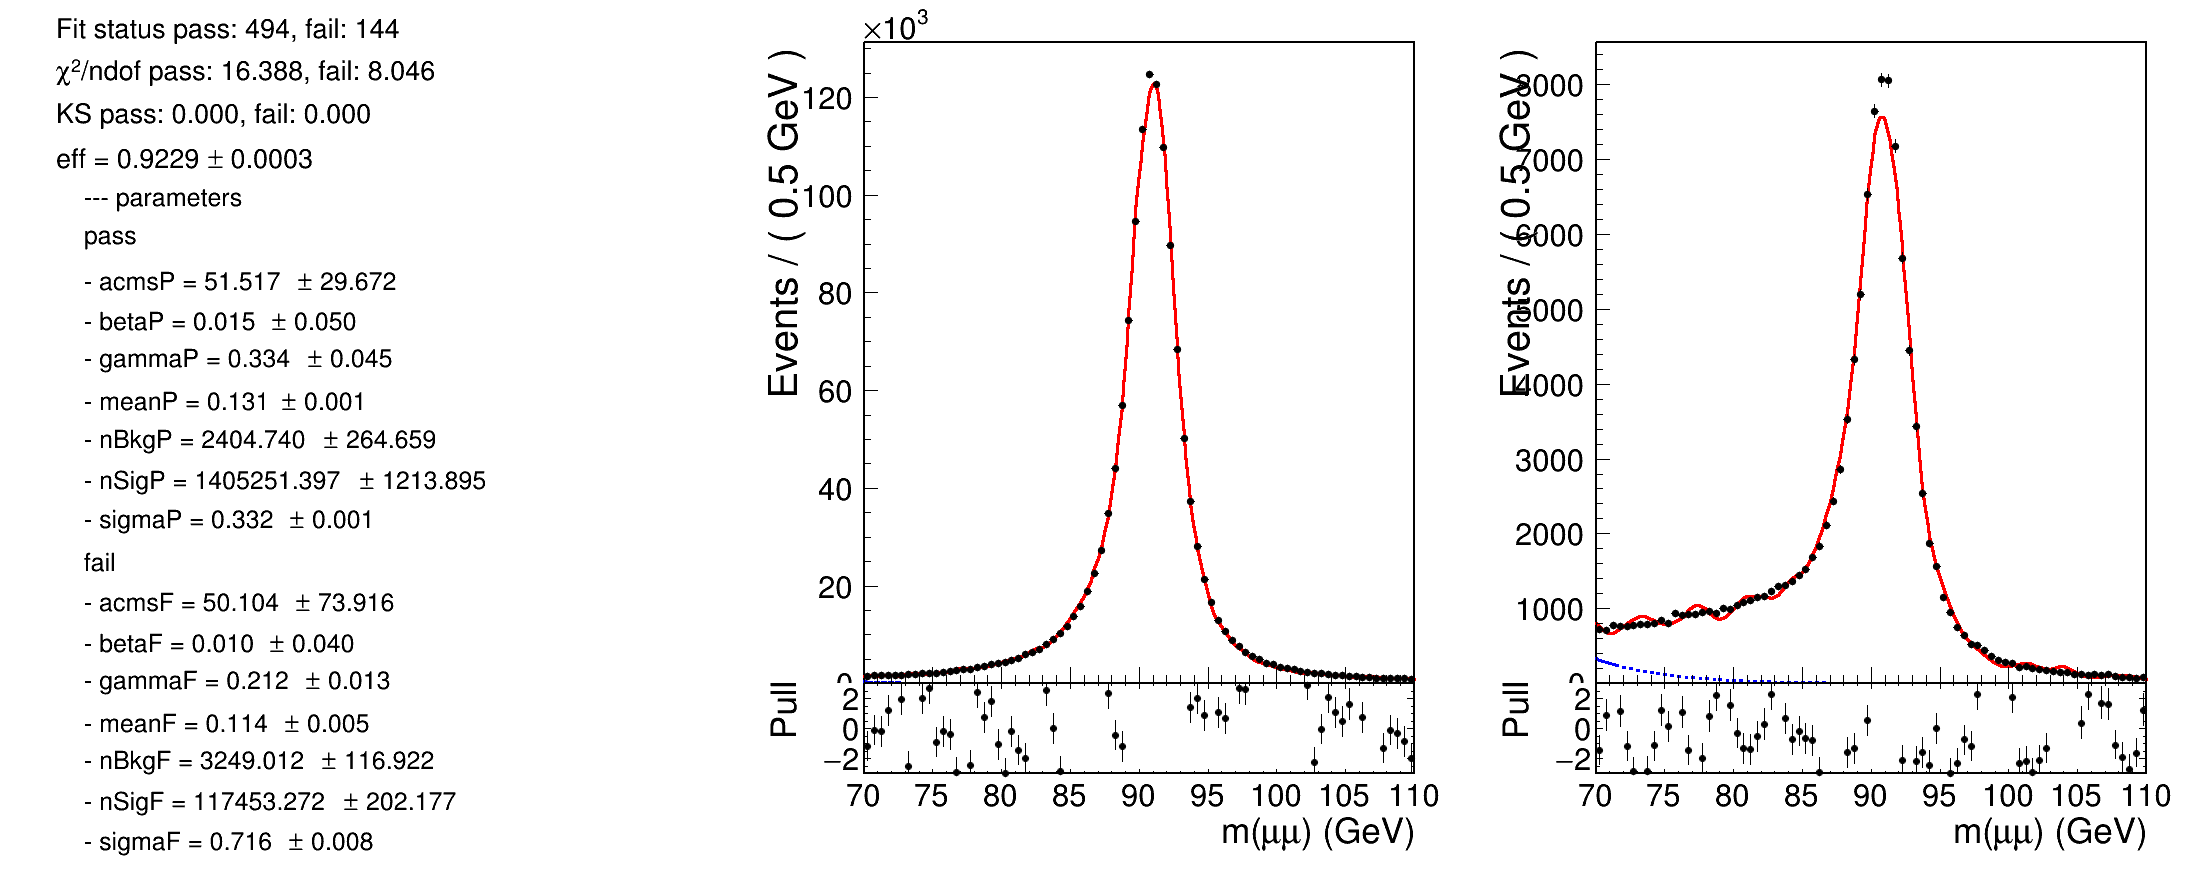 Fit status pass: 494, fail: 144
χ²/ndof pass: 16.388, fail: 8.046
KS pass: 0.000, fail: 0.000
eff = 0.9229 ± 0.0003
--- parameters
pass
- acmsP = 51.517 ± 29.672
- betaP = 0.015 ± 0.050
- gammaP = 0.334 ± 0.045
- meanP = 0.131 ± 0.001
- nBkgP = 2404.740 ± 264.659
- nSigP = 1405251.397 ± 1213.895
- sigmaP = 0.332 ± 0.001
fail
- acmsF = 50.104 ± 73.916
- betaF = 0.010 ± 0.040
- gammaF = 0.212 ± 0.013
- meanF = 0.114 ± 0.005
- nBkgF = 3249.012 ± 116.922
- nSigF = 117453.272 ± 202.177
- sigmaF = 0.716 ± 0.008
×10³
Events / ( 0.5 GeV )
120
100
80
60
40
20
0
Pull
2
0
−2
70 75 80 85 90 95 100 105 110
m(μμ) (GeV)
Events / ( 0.5 GeV )
8000
7000
6000
5000
4000
3000
2000
1000
0
Pull
2
0
−2
70 75 80 85 90 95 100 105 110
m(μμ) (GeV)